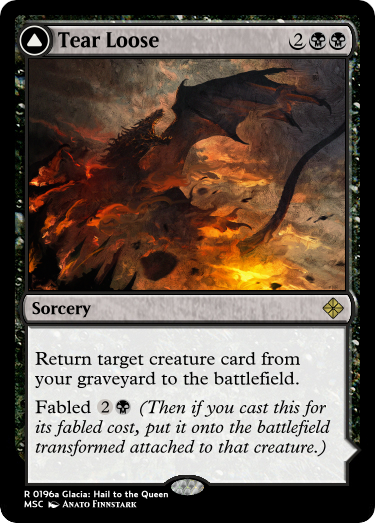 Tear Loose 2
Sorcery
Return target creature card from
your graveyard to the battlefield.
Fabled 2 (Then if you cast this for
its fabled cost, put it onto the battlefield
transformed attached to that creature.)
R 0196a Glacia: Hail to the Queen
MSC Anato Finnstark